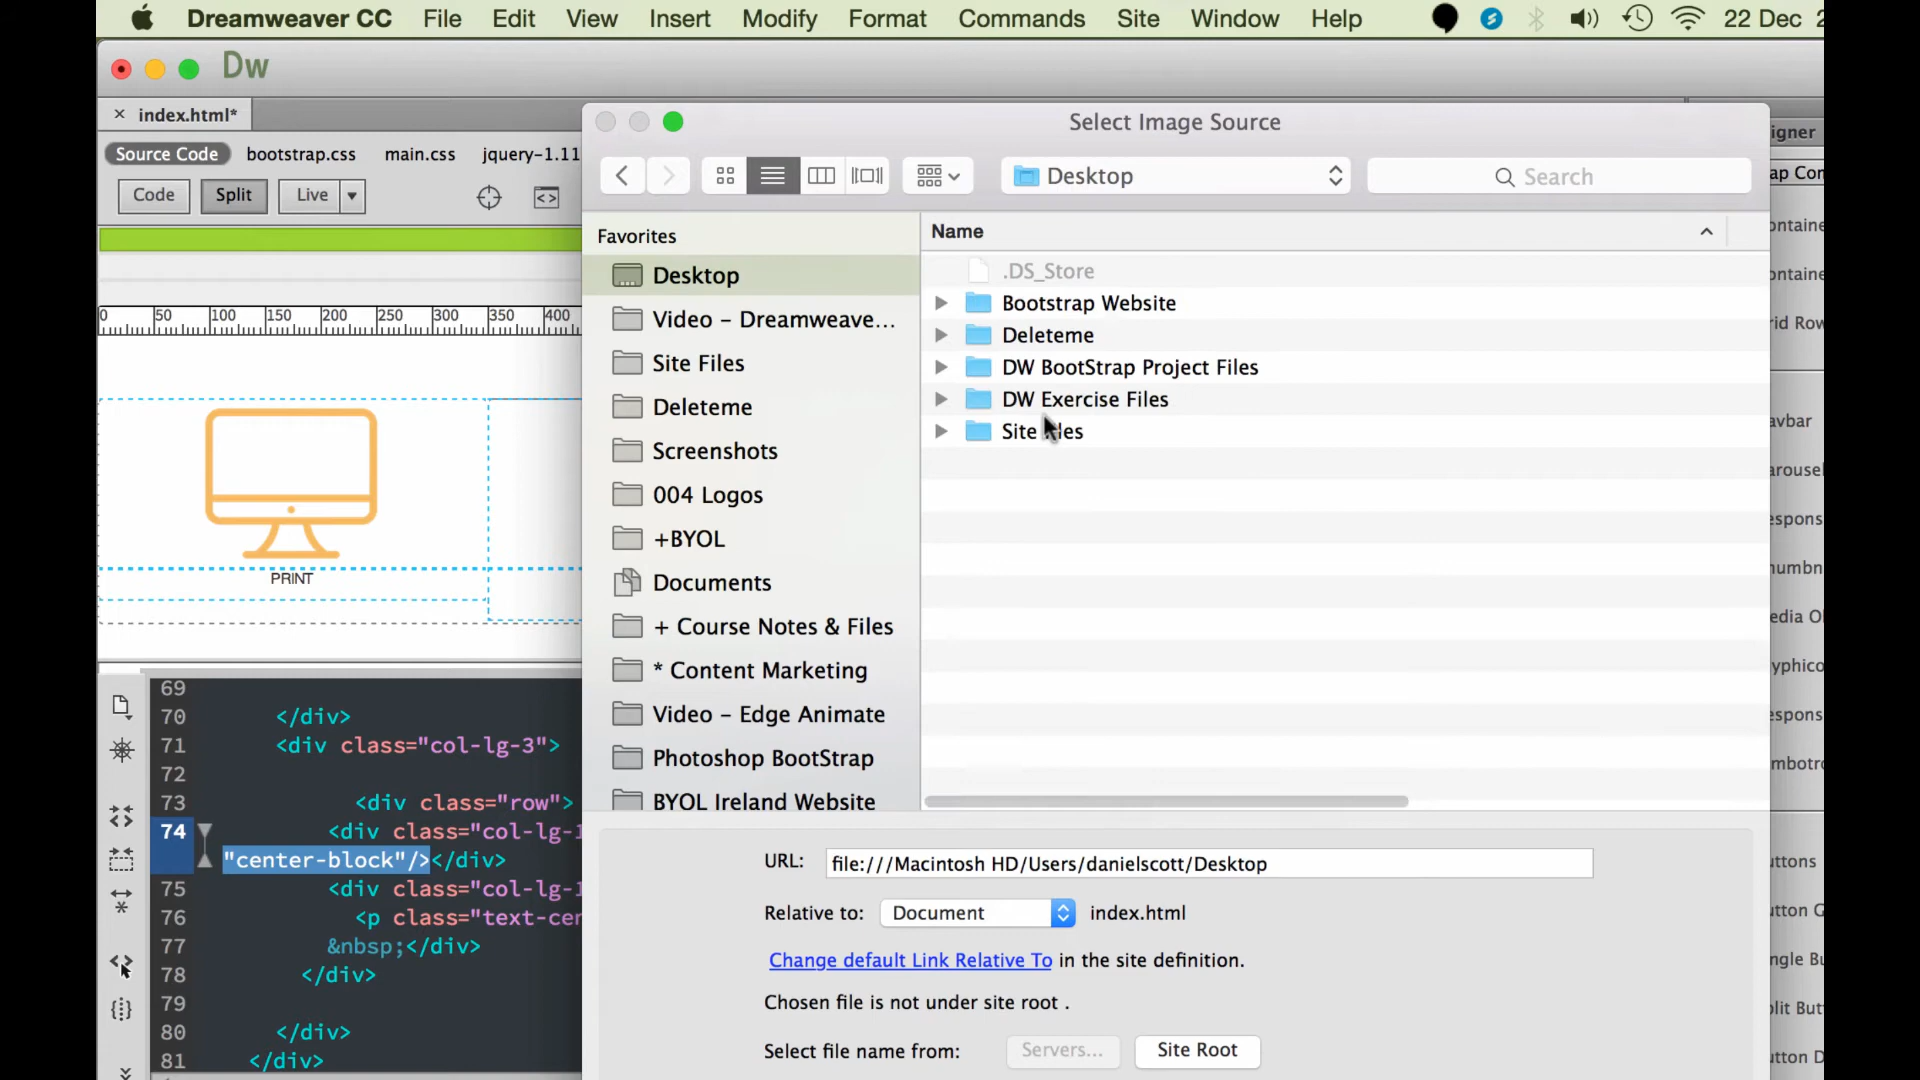 Dreamweaver CC File Edit View Insert Modify Format Commands Site Window Help 22 Dec 2
Dw
× index.html*
Source Code bootstrap.css main.css jquery-1.11
Code Split Live
0 50 100 150 200 250 300 350 400
PRINT
Select Image Source
Desktop
Search
Favorites
Desktop
Video – Dreamweave...
Site Files
Deleteme
Screenshots
004 Logos
+BYOL
Documents
+ Course Notes & Files
* Content Marketing
Video – Edge Animate
Photoshop BootStrap
BYOL Ireland Website
Name
.DS_Store
Bootstrap Website
Deleteme
DW BootStrap Project Files
DW Exercise Files
Site
URL: file:///Macintosh HD/Users/danielscott/Desktop
Relative to: Document index.html
Change default Link Relative To in the site definition.
Chosen file is not under site root .
Select file name from: Servers... Site Root
69
70 </div>
71 <div class="col-lg-3">
72
73 <div class="row">
74 <div class="col-lg-1
"center-block"/></div>
75 <div class="col-lg-1
76 <p class="text-cen
77 &nbsp;</div>
78 </div>
79
80 </div>
81 </div>